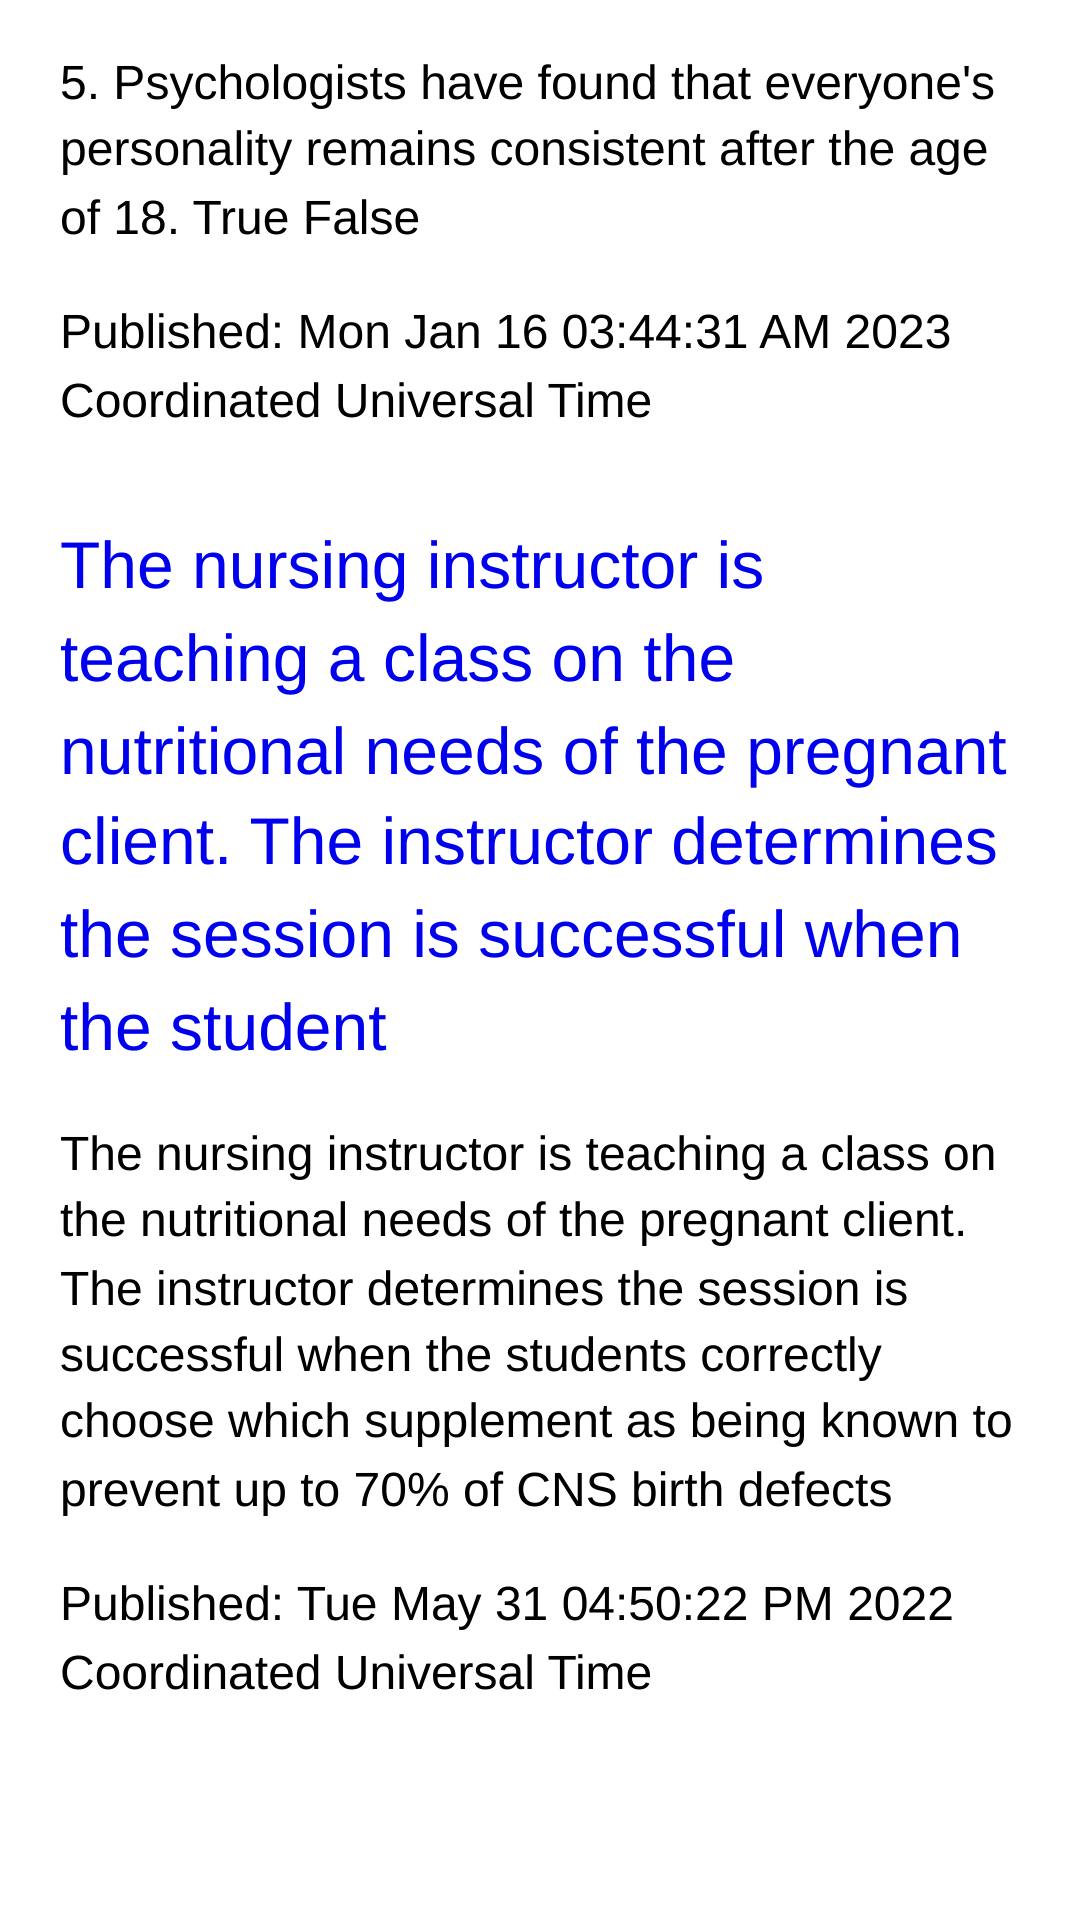 5. Psychologists have found that everyone's
personality remains consistent after the age
of 18. True False
Published: Mon Jan 16 03:44:31 AM 2023
Coordinated Universal Time
The nursing instructor is
teaching a class on the
nutritional needs of the pregnant
client. The instructor determines
the session is successful when
the student
The nursing instructor is teaching a class on
the nutritional needs of the pregnant client.
The instructor determines the session is
successful when the students correctly
choose which supplement as being known to
prevent up to 70% of CNS birth defects
Published: Tue May 31 04:50:22 PM 2022
Coordinated Universal Time